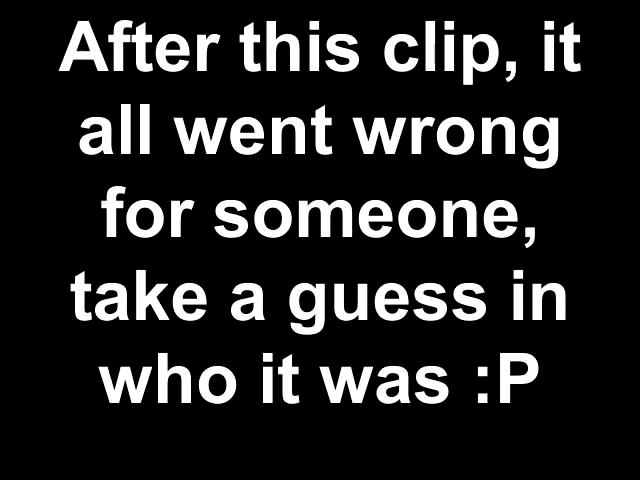 After this clip, it
all went wrong
for someone,
take a guess in
who it was :P